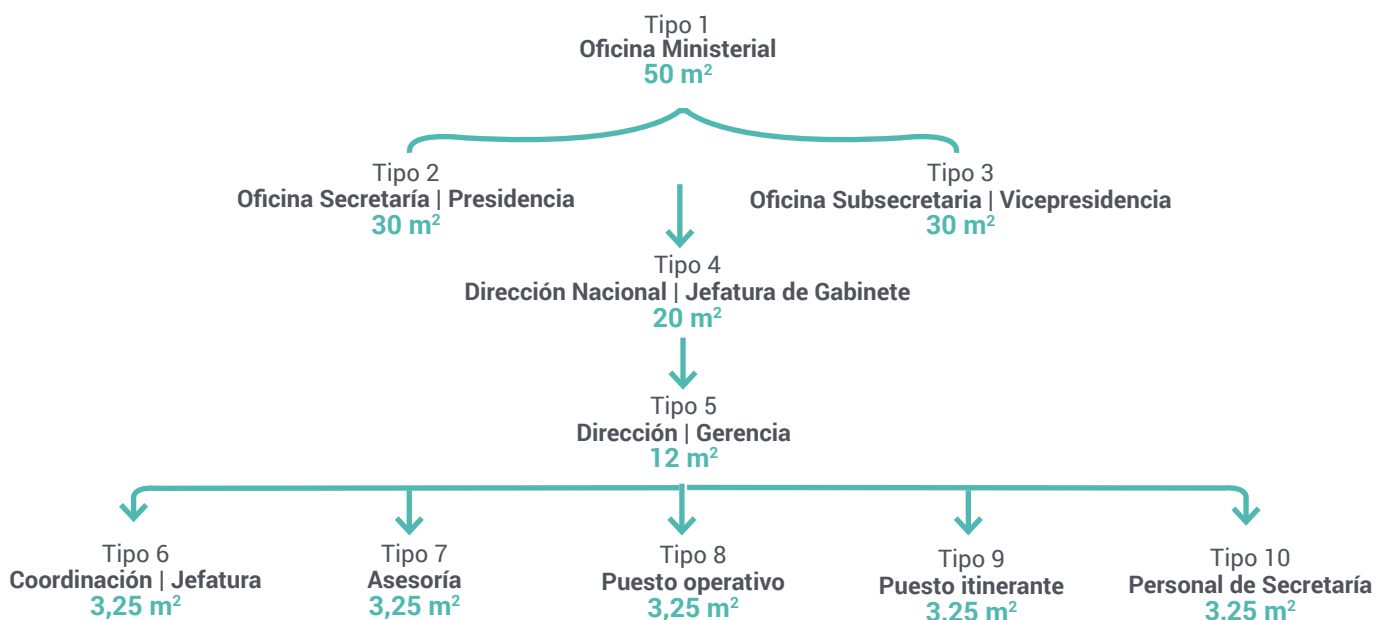 Tipo 1
Oficina Ministerial
50 m²
Tipo 2
Oficina Secretaría | Presidencia
30 m²
Tipo 3
Oficina Subsecretaria | Vicepresidencia
30 m²
Tipo 4
Dirección Nacional | Jefatura de Gabinete
20 m²
Tipo 5
Dirección | Gerencia
12 m²
Tipo 6
Coordinación | Jefatura
3,25 m²
Tipo 7
Asesoría
3,25 m²
Tipo 8
Puesto operativo
3,25 m²
Tipo 9
Puesto itinerante
3,25 m²
Tipo 10
Personal de Secretaría
3,25 m²